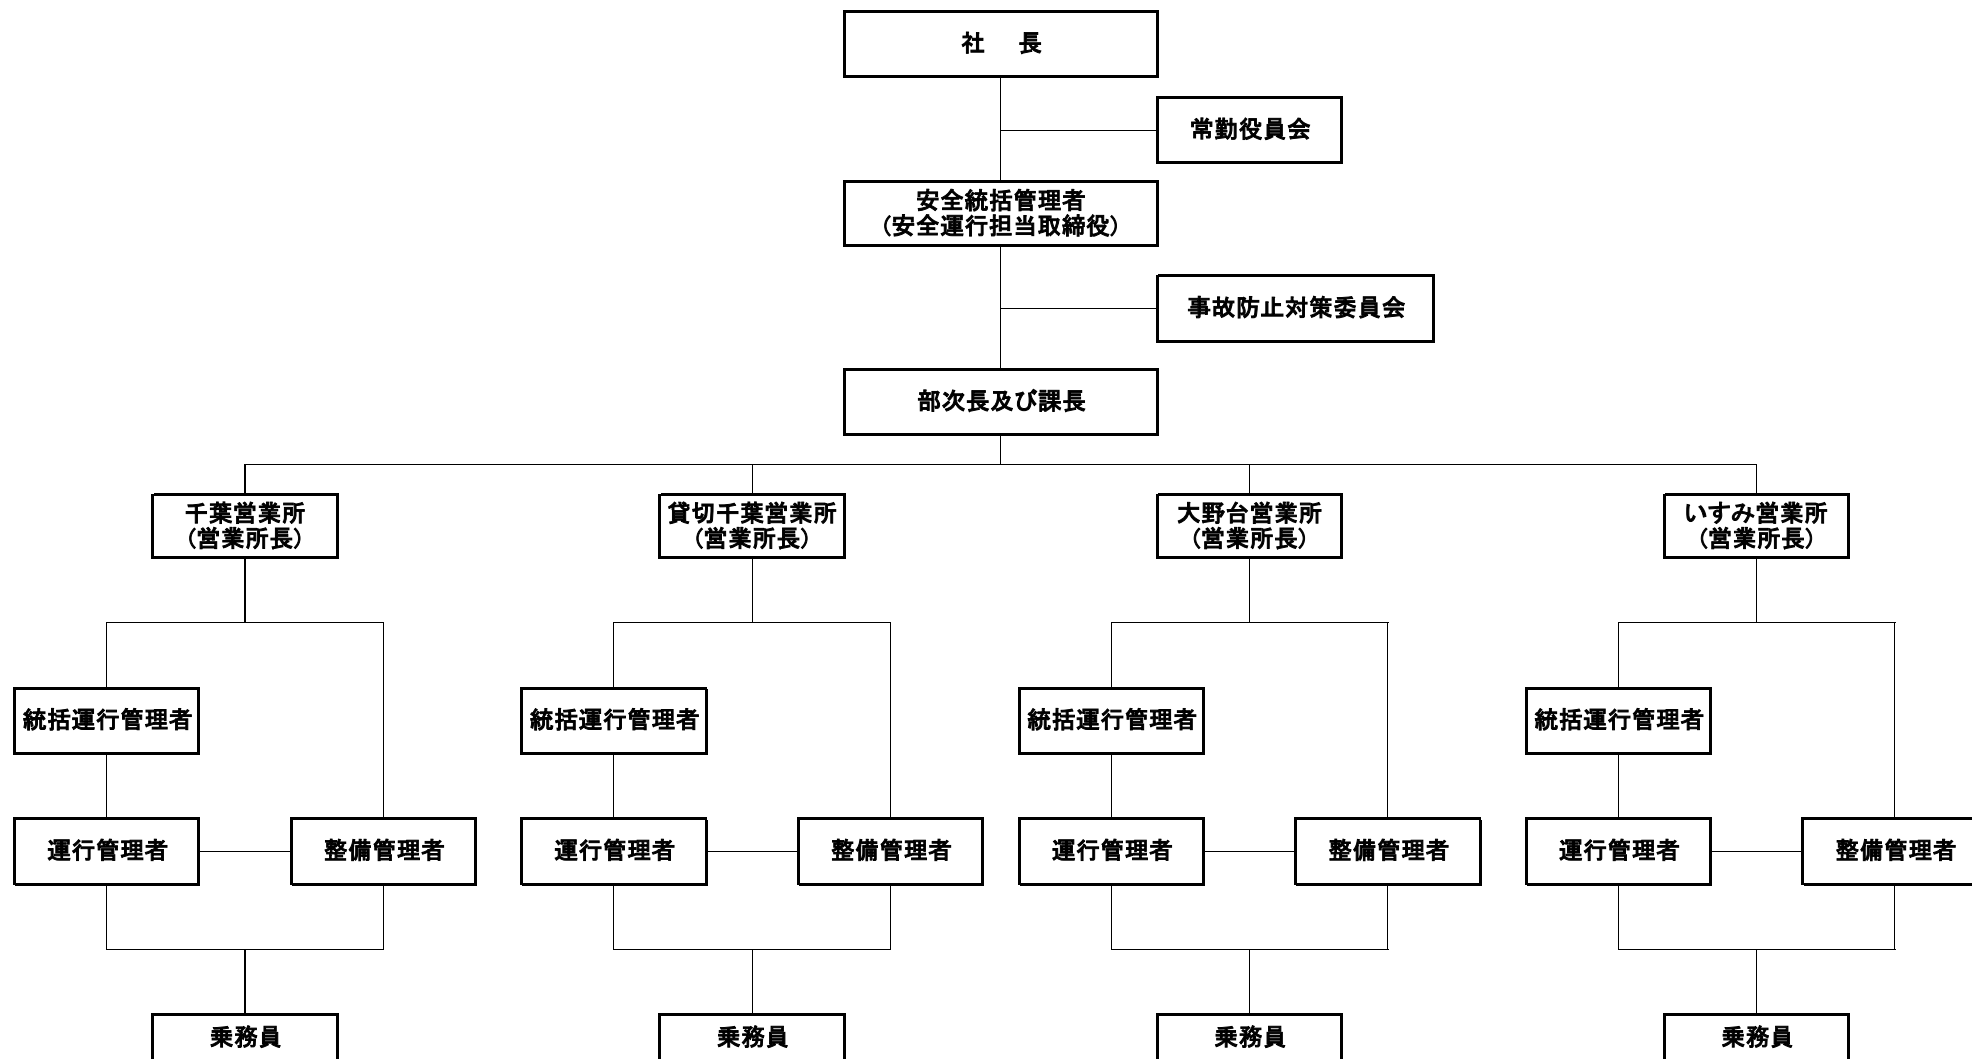 社 長
常勤役員会
安全統括管理者
(安全運行担当取締役)
事故防止対策委員会
部次長及び課長
千葉営業所
(営業所長)
貸切千葉営業所
(営業所長)
大野台営業所
(営業所長)
いすみ営業所
(営業所長)
統括運行管理者
統括運行管理者
統括運行管理者
統括運行管理者
運行管理者
整備管理者
運行管理者
整備管理者
運行管理者
整備管理者
運行管理者
整備管理者
乗務員
乗務員
乗務員
乗務員